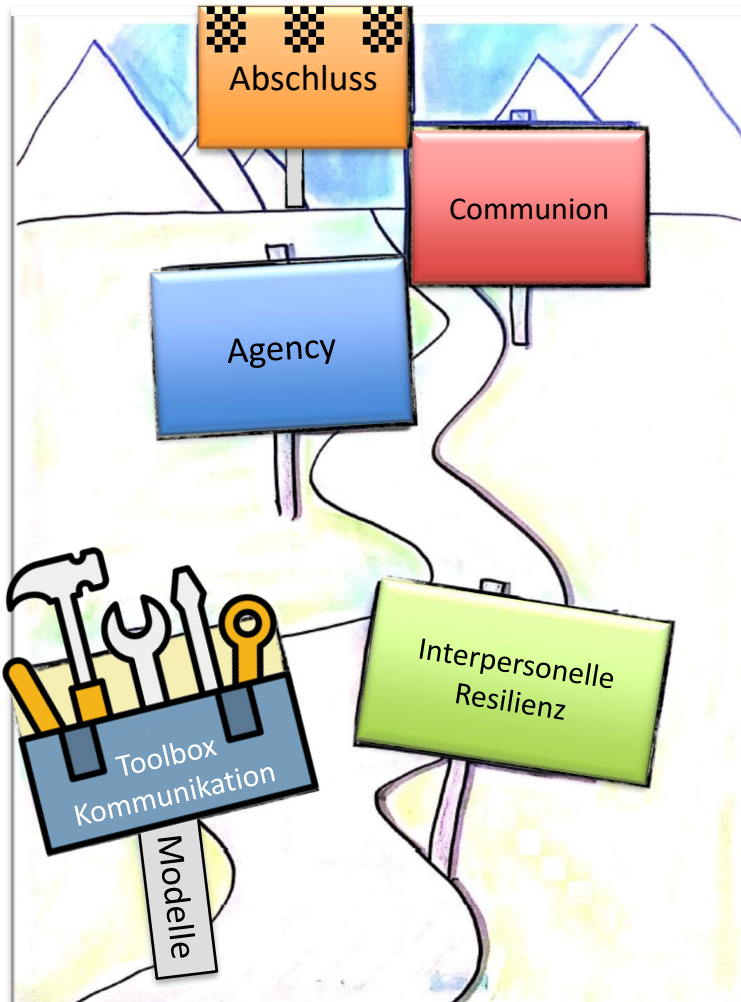 Abschluss
Communion
Agency
Interpersonelle
Resilienz
Toolbox
Kommunikation
Modelle